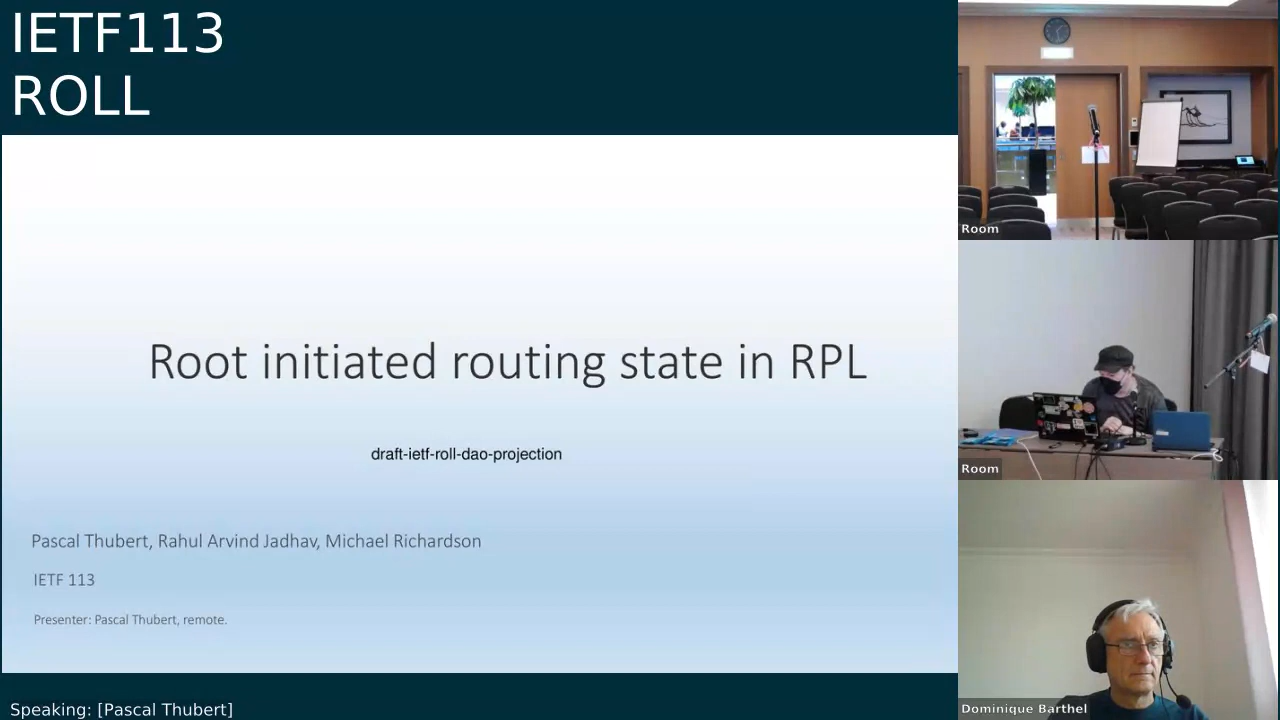 IETF113
ROLL
Root initiated routing state in RPL
draft-ietf-roll-dao-projection
Pascal Thubert, Rahul Arvind Jadhav, Michael Richardson
IETF 113
Presenter: Pascal Thubert, remote.
Speaking: [Pascal Thubert]
Room
Room
Dominique Barthel